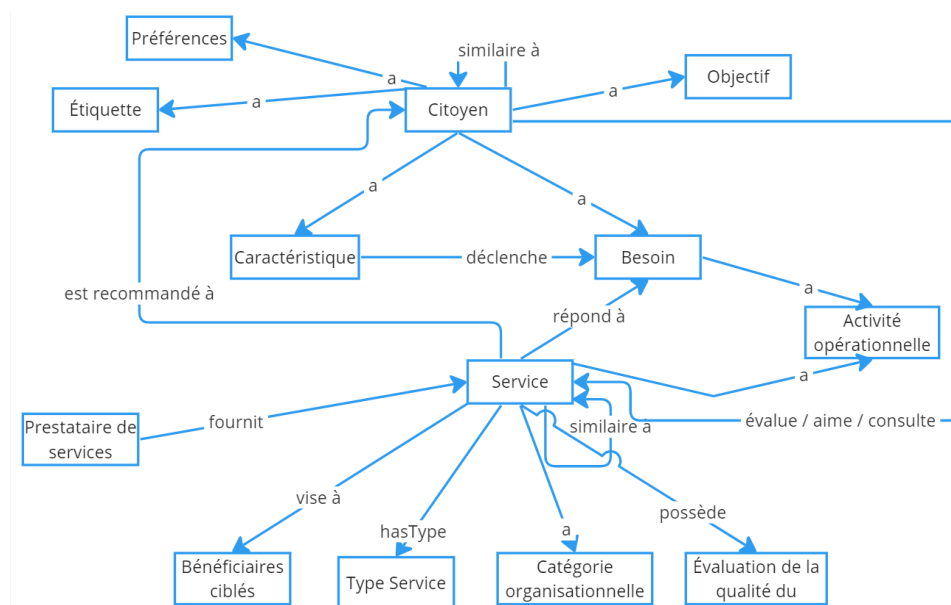 Préférences
similaire à
Objectif
a
a
a
Étiquette
Citoyen
a
a
Caractéristique
déclenche
Besoin
est recommandé à
a
répond à
Activité
opérationnelle
Service
a
Prestataire de
services
fournit
similaire à
évalue / aime / consulte
vise à
hasType
a
possède
Bénéficiaires
ciblés
Type Service
Catégorie
organisationnelle
Évaluation de la
qualité du